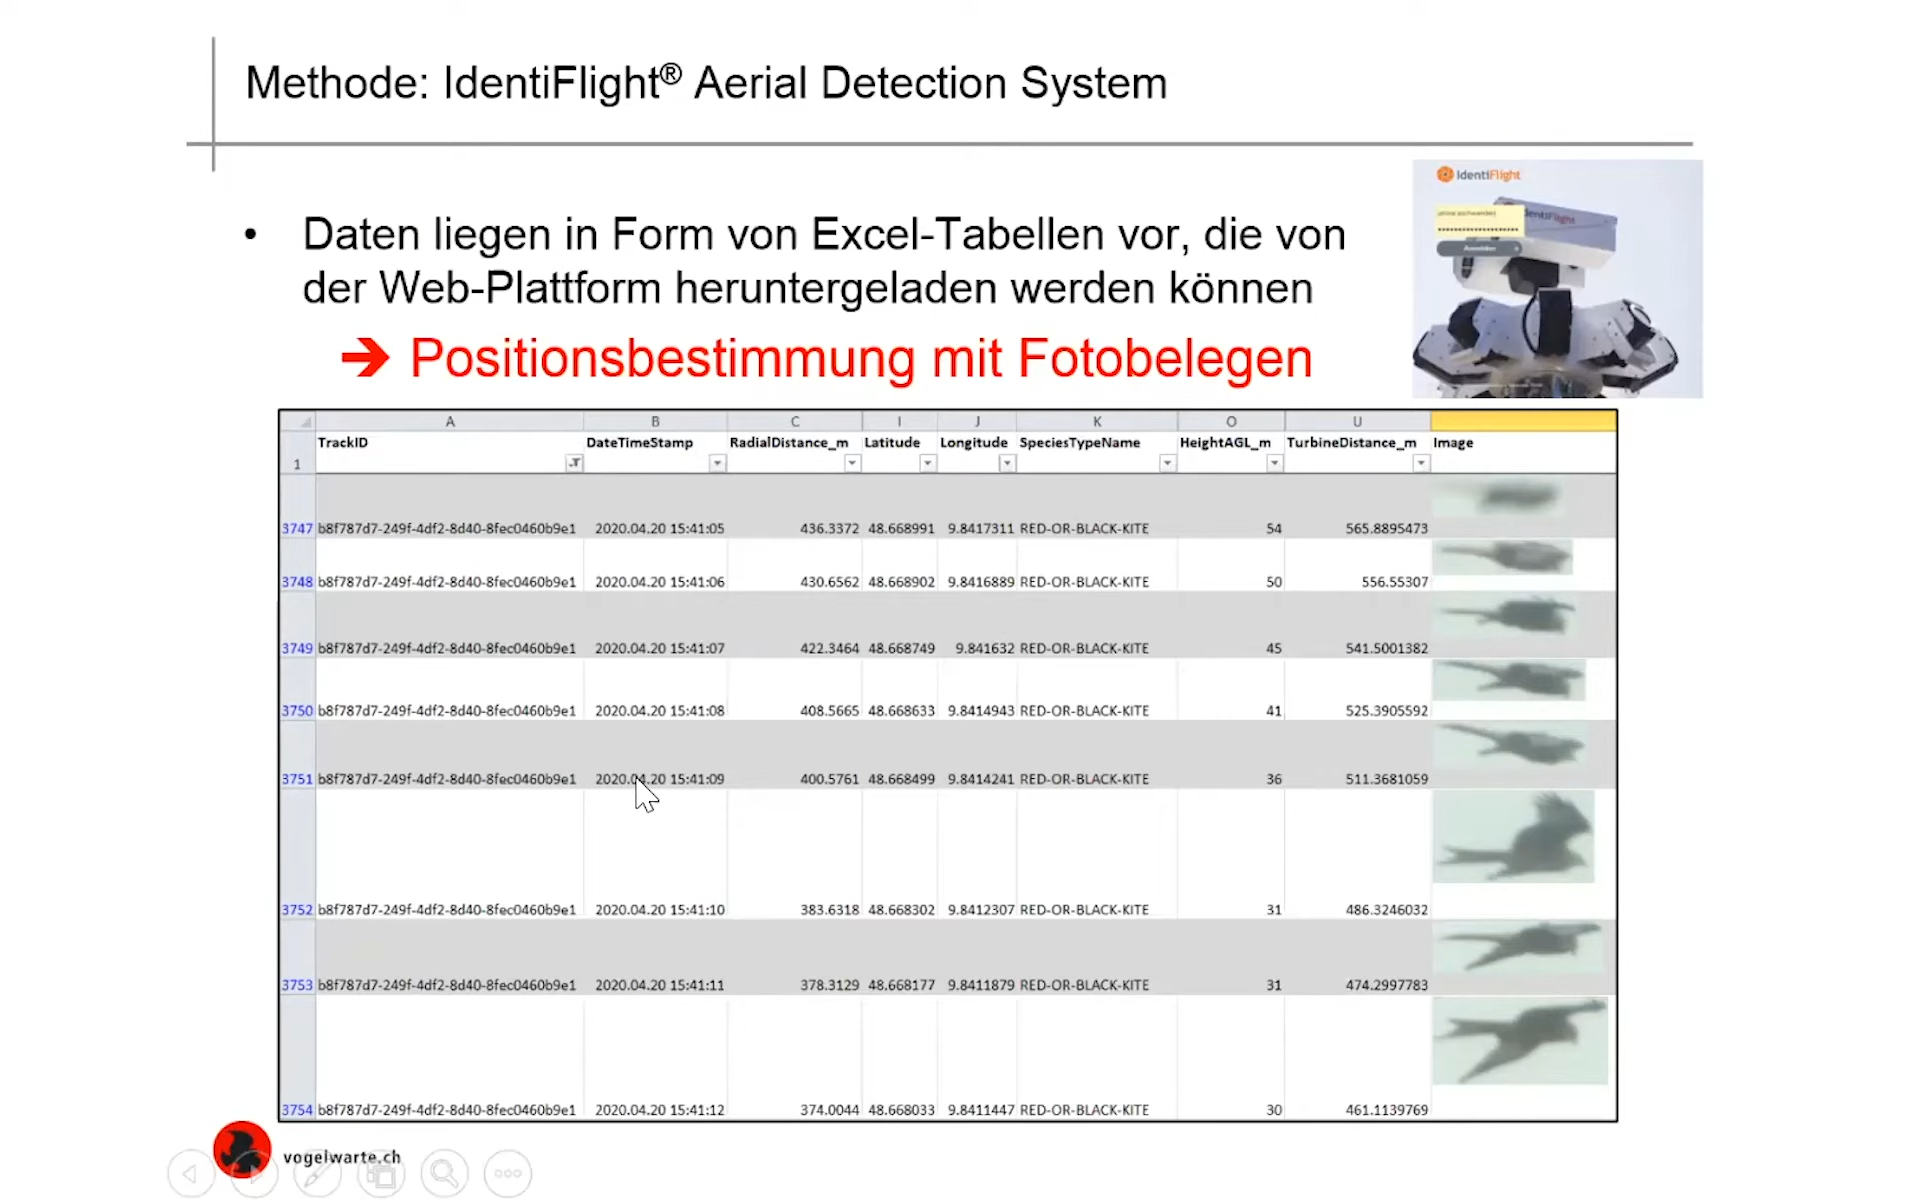 Methode: IdentiFlight® Aerial Detection System
IdentiFlight
• Daten liegen in Form von Excel-Tabellen vor, die von
der Web-Plattform heruntergeladen werden können
➔ Positionsbestimmung mit Fotobelegen
IdentiFlight
Anmelden
A B C I J K O U
TrackID DateTimeStamp RadialDistance_m Latitude Longitude SpeciesTypeName HeightAGL_m TurbineDistance_m Image
1
3747 b8f787d7-249f-4df2-8d40-8fec0460b9e1 2020.04.20 15:41:05 436.3372 48.668991 9.8417311 RED-OR-BLACK-KITE 54 565.8895473
3748 b8f787d7-249f-4df2-8d40-8fec0460b9e1 2020.04.20 15:41:06 430.6562 48.668902 9.8416889 RED-OR-BLACK-KITE 50 556.55307
3749 b8f787d7-249f-4df2-8d40-8fec0460b9e1 2020.04.20 15:41:07 422.3464 48.668749 9.841632 RED-OR-BLACK-KITE 45 541.5001382
3750 b8f787d7-249f-4df2-8d40-8fec0460b9e1 2020.04.20 15:41:08 408.5665 48.668633 9.8414943 RED-OR-BLACK-KITE 41 525.3905592
3751 b8f787d7-249f-4df2-8d40-8fec0460b9e1 2020.04.20 15:41:09 400.5761 48.668499 9.8414241 RED-OR-BLACK-KITE 36 511.3681059
3752 b8f787d7-249f-4df2-8d40-8fec0460b9e1 2020.04.20 15:41:10 383.6318 48.668302 9.8412307 RED-OR-BLACK-KITE 31 486.3246032
3753 b8f787d7-249f-4df2-8d40-8fec0460b9e1 2020.04.20 15:41:11 378.3129 48.668177 9.8411879 RED-OR-BLACK-KITE 31 474.2997783
3754 b8f787d7-249f-4df2-8d40-8fec0460b9e1 2020.04.20 15:41:12 374.0044 48.668033 9.8411447 RED-OR-BLACK-KITE 30 461.1139769
vogelwarte.ch